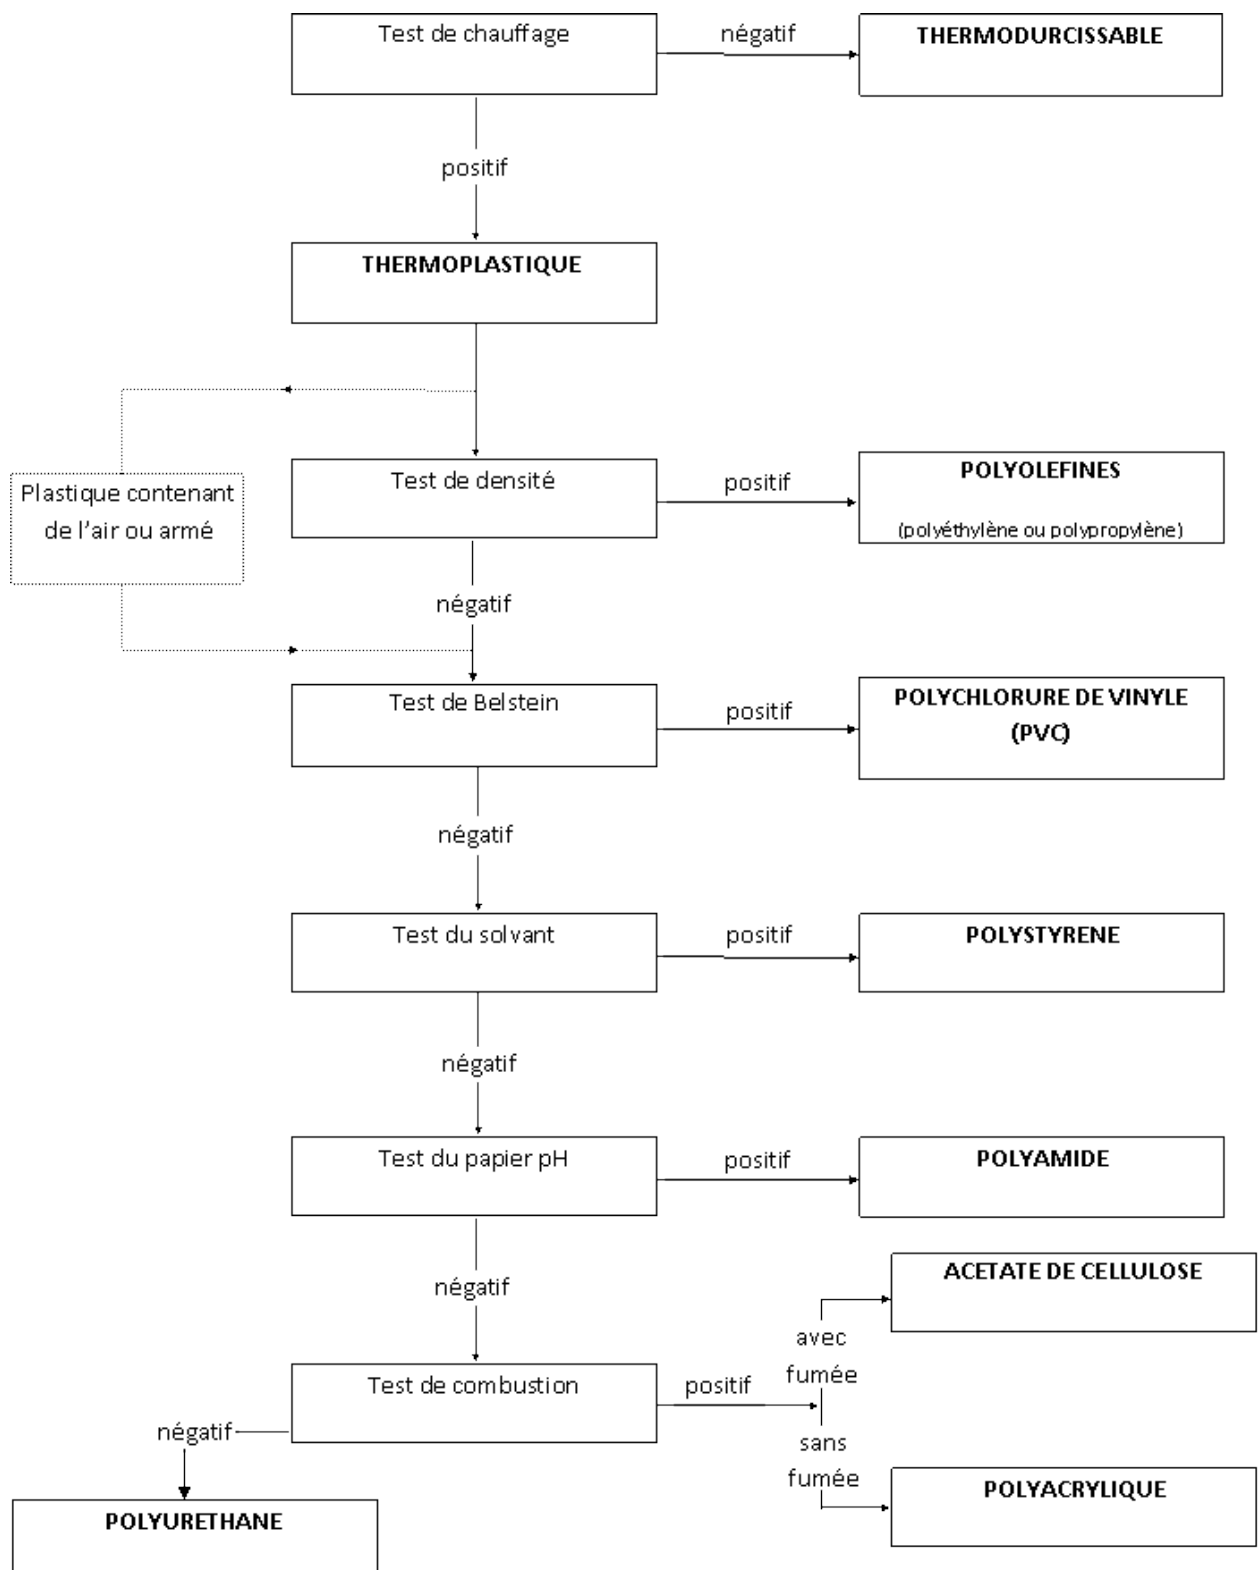 Test de chauffage
négatif
THERMODURCISSABLE
positif
THERMOPLASTIQUE
Plastique contenant
de l'air ou armé
Test de densité
positif
POLYOLEFINES
(polyéthylène ou polypropylène)
négatif
Test de Belstein
positif
POLYCHLORURE DE VINYLE
(PVC)
négatif
Test du solvant
positif
POLYSTYRENE
négatif
Test du papier pH
positif
POLYAMIDE
négatif
Test de combustion
positif
avec
fumée
ACETATE DE CELLULOSE
sans
fumée
POLYACRYLIQUE
négatif
POLYURETHANE